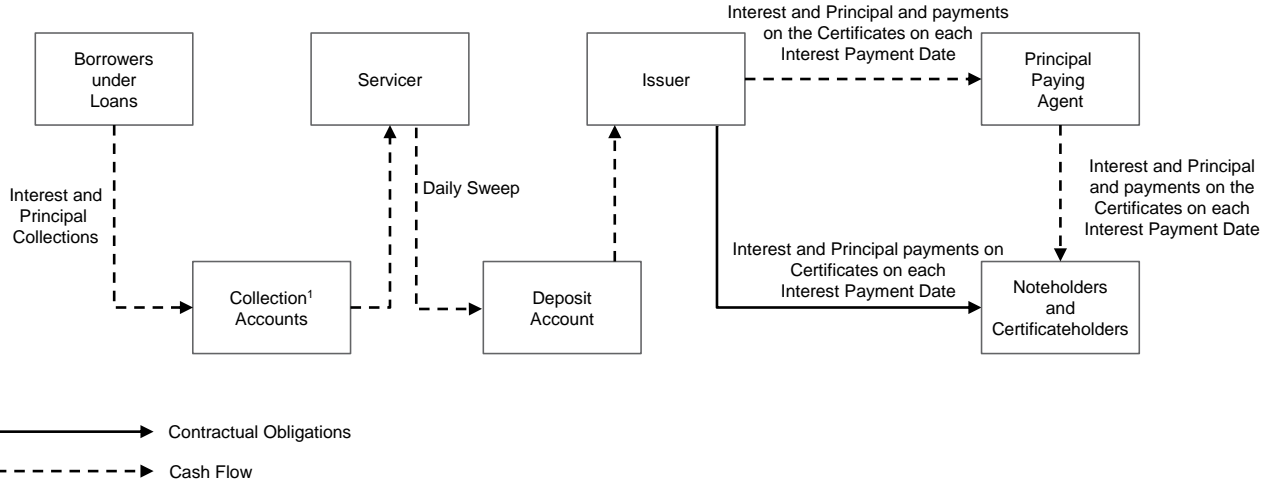 Interest and Principal and payments
on the Certificates on each
Interest Payment Date
Borrowers
under
Loans
Servicer
Issuer
Principal
Paying
Agent
Interest and
Principal
Collections
Daily Sweep
Interest and Principal
and payments on the
Certificates on each
Interest Payment Date
Interest and Principal payments on
Certificates on each
Interest Payment Date
Collection¹
Accounts
Deposit
Account
Noteholders
and
Certificateholders
Contractual Obligations
Cash Flow